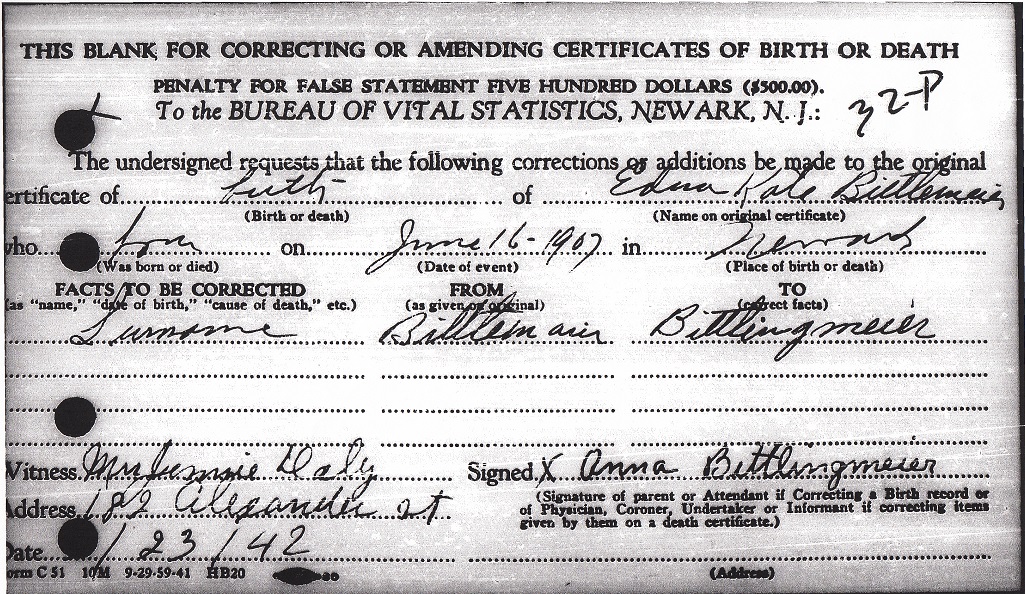 THIS BLANK FOR CORRECTING OR AMENDING CERTIFICATES OF BIRTH OR DEATH
PENALTY FOR FALSE STATEMENT FIVE HUNDRED DOLLARS ($500.00).
To the BUREAU OF VITAL STATISTICS, NEWARK, N. J.: 32-P
The undersigned requests that the following corrections or additions be made to the original
ertificate of birth of Edna Kate Bittlemaier
(Birth or death) (Name on original certificate)
who born on June 16-1907 in Newark
(Was born or died) (Date of event) (Place of birth or death)
FACTS TO BE CORRECTED FROM TO
(as "name," "date of birth," "cause of death," etc.) (as given on original) (correct facts)
Surname Bittlemaier Bittlingmeier
Witness Mrs Jennie Daly Signed X Anna Bittlingmeier
Address 182 Alexander st (Signature of parent or Attendant if Correcting a Birth record or
of Physician, Coroner, Undertaker or Informant if correcting items
given by them on a death certificate.)
Date / 23 / 42
orm C 51 10M 9-29-59-41 HB20 (Address)